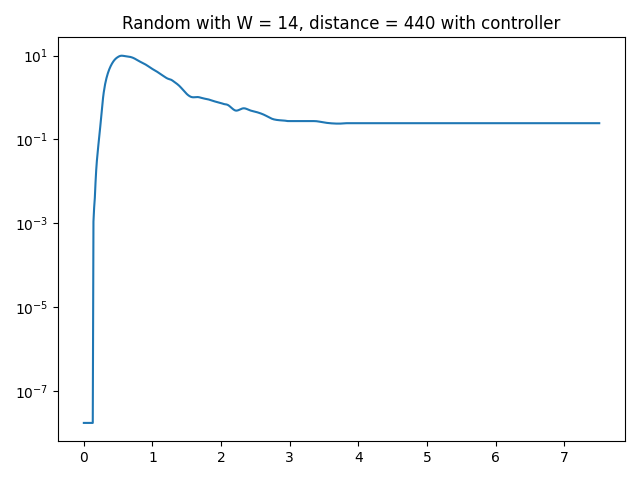 Random with W = 14, distance = 440 with controller
10¹
10⁻¹
10⁻³
10⁻⁵
10⁻⁷
0 1 2 3 4 5 6 7